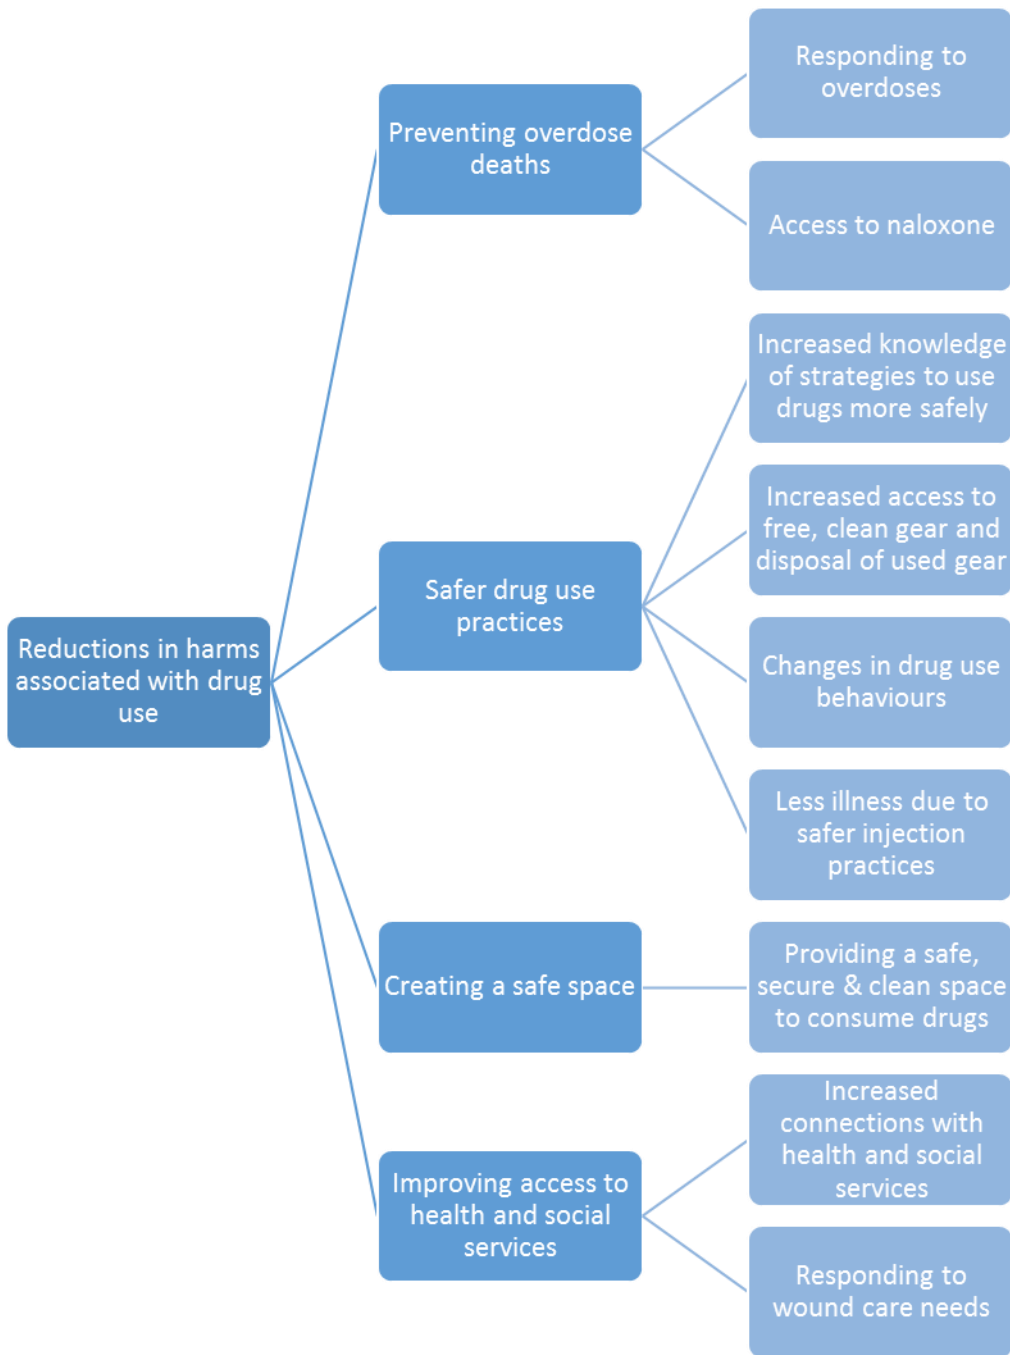 Reductions in harms
associated with drug
use
Preventing overdose
deaths
Responding to
overdoses
Access to naloxone
Safer drug use
practices
Increased knowledge
of strategies to use
drugs more safely
Increased access to
free, clean gear and
disposal of used gear
Changes in drug use
behaviours
Less illness due to
safer injection
practices
Creating a safe space
Providing a safe,
secure & clean space
to consume drugs
Improving access to
health and social
services
Increased
connections with
health and social
services
Responding to
wound care needs